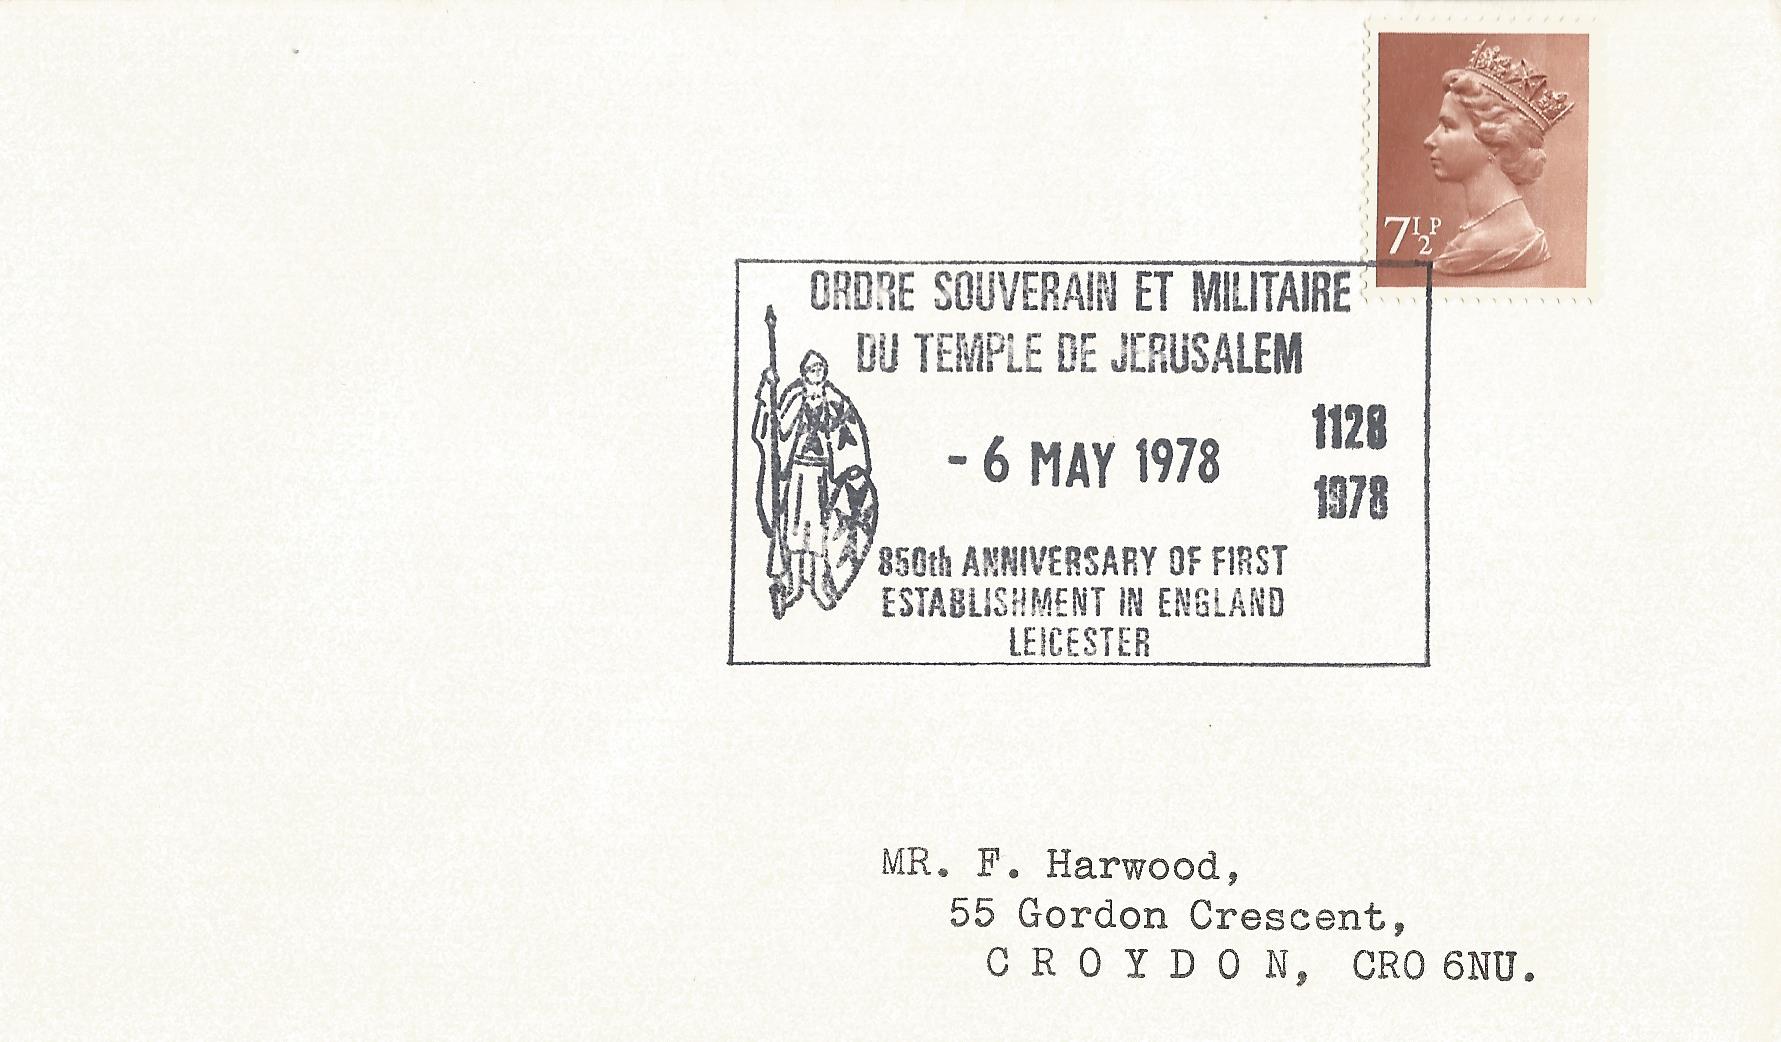 7½P
ORDRE SOUVERAIN ET MILITAIRE
DU TEMPLE DE JERUSALEM
1128
- 6 MAY 1978
1978
850th ANNIVERSARY OF FIRST
ESTABLISHMENT IN ENGLAND
LEICESTER
MR. F. Harwood,
55 Gordon Crescent,
C R O Y D O N, CRO 6NU.